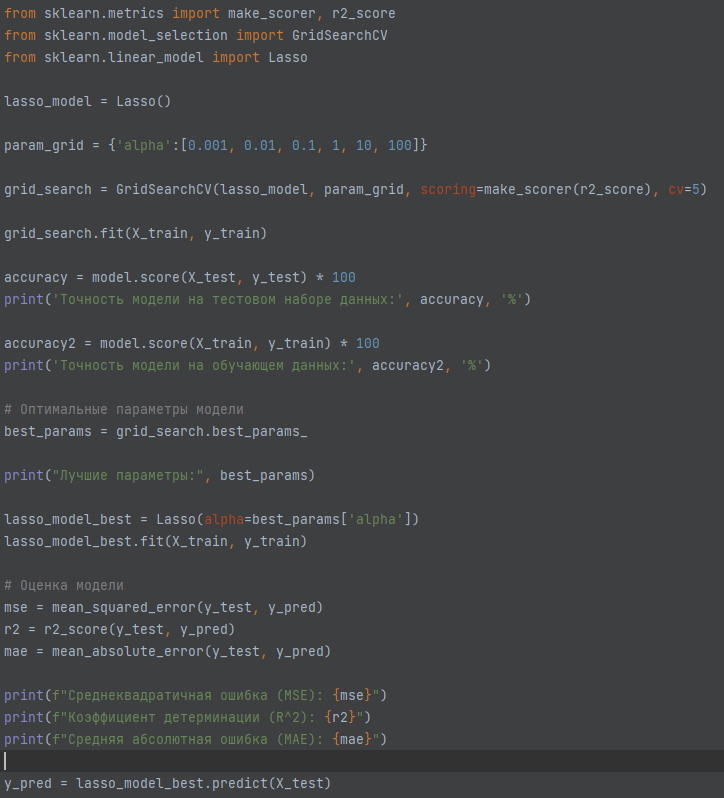 from sklearn.metrics import make_scorer, r2_score
from sklearn.model_selection import GridSearchCV
from sklearn.linear_model import Lasso
lasso_model = Lasso()
param_grid = {'alpha':[0.001, 0.01, 0.1, 1, 10, 100]}
grid_search = GridSearchCV(lasso_model, param_grid, scoring=make_scorer(r2_score), cv=5)
grid_search.fit(X_train, y_train)
accuracy = model.score(X_test, y_test) * 100
print('Точность модели на тестовом наборе данных:', accuracy, '%')
accuracy2 = model.score(X_train, y_train) * 100
print('Точность модели на обучающем данных:', accuracy2, '%')
# Оптимальные параметры модели
best_params = grid_search.best_params_
print("Лучшие параметры:", best_params)
lasso_model_best = Lasso(alpha=best_params['alpha'])
lasso_model_best.fit(X_train, y_train)
# Оценка модели
mse = mean_squared_error(y_test, y_pred)
r2 = r2_score(y_test, y_pred)
mae = mean_absolute_error(y_test, y_pred)
print(f"Среднеквадратичная ошибка (MSE): {mse}")
print(f"Коэффициент детерминации (R^2): {r2}")
print(f"Средняя абсолютная ошибка (MAE): {mae}")
y_pred = lasso_model_best.predict(X_test)